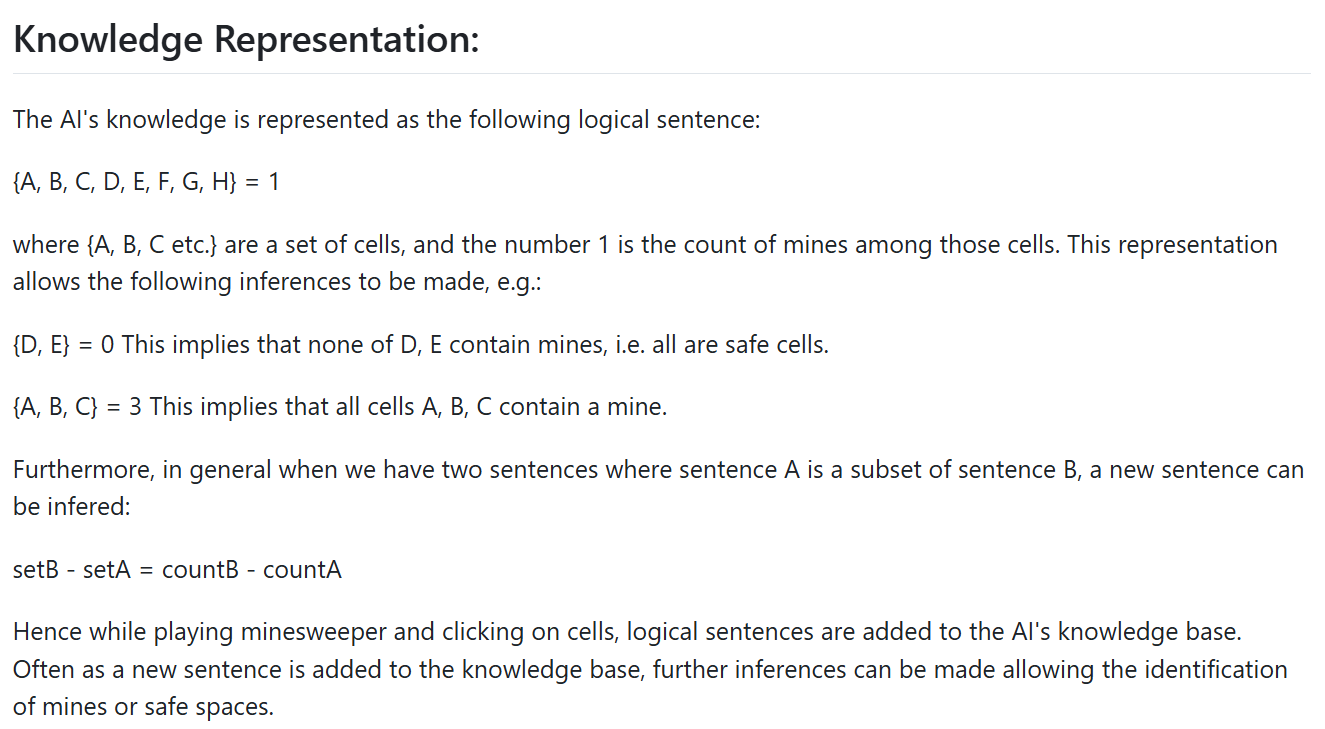 Knowledge Representation:
The AI's knowledge is represented as the following logical sentence:
{A, B, C, D, E, F, G, H} = 1
where {A, B, C etc.} are a set of cells, and the number 1 is the count of mines among those cells. This representation
allows the following inferences to be made, e.g.:
{D, E} = 0 This implies that none of D, E contain mines, i.e. all are safe cells.
{A, B, C} = 3 This implies that all cells A, B, C contain a mine.
Furthermore, in general when we have two sentences where sentence A is a subset of sentence B, a new sentence can
be infered:
setB - setA = countB - countA
Hence while playing minesweeper and clicking on cells, logical sentences are added to the AI's knowledge base.
Often as a new sentence is added to the knowledge base, further inferences can be made allowing the identification
of mines or safe spaces.